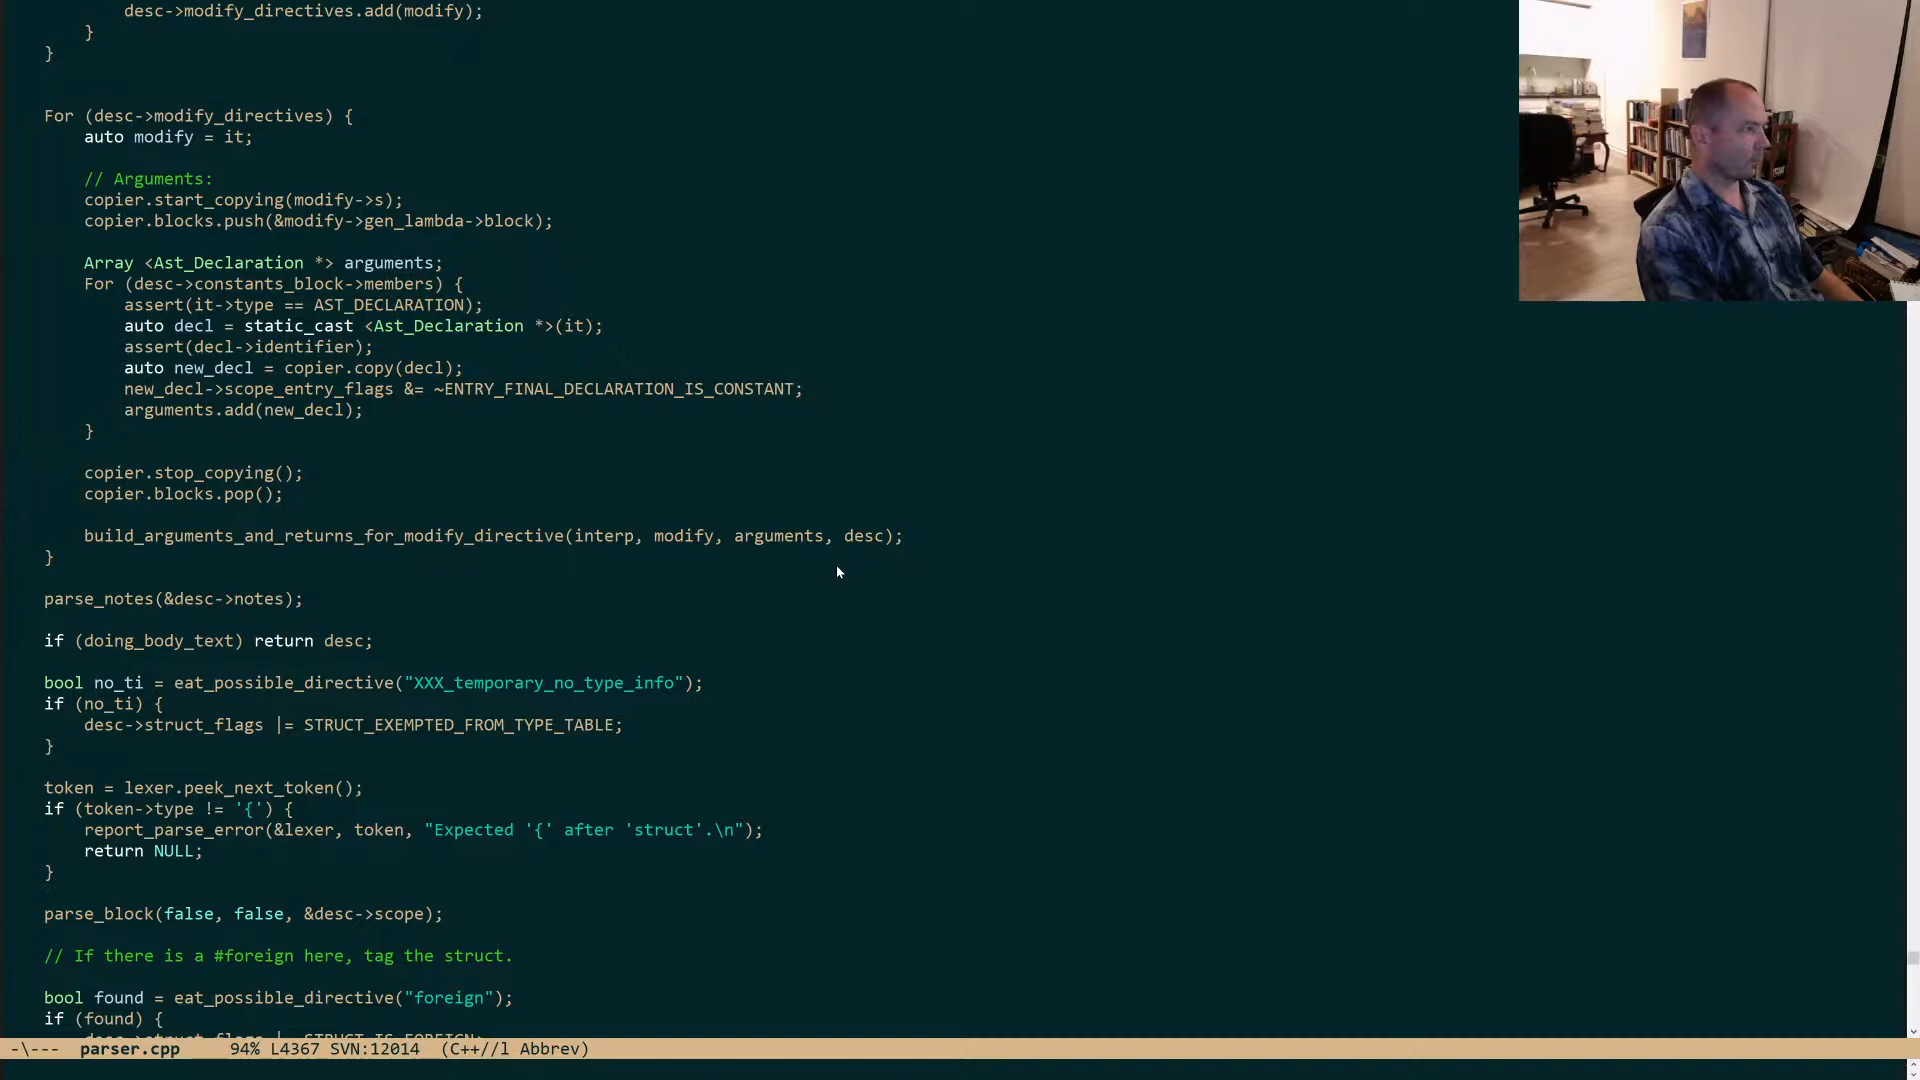 desc->modify_directives.add(modify);
}
}
For (desc->modify_directives) {
auto modify = it;
// Arguments:
copier.start_copying(modify->s);
copier.blocks.push(&modify->gen_lambda->block);
Array <Ast_Declaration *> arguments;
For (desc->constants_block->members) {
assert(it->type == AST_DECLARATION);
auto decl = static_cast <Ast_Declaration *>(it);
assert(decl->identifier);
auto new_decl = copier.copy(decl);
new_decl->scope_entry_flags &= ~ENTRY_FINAL_DECLARATION_IS_CONSTANT;
arguments.add(new_decl);
}
copier.stop_copying();
copier.blocks.pop();
build_arguments_and_returns_for_modify_directive(interp, modify, arguments, desc);
}
parse_notes(&desc->notes);
if (doing_body_text) return desc;
bool no_ti = eat_possible_directive("XXX_temporary_no_type_info");
if (no_ti) {
desc->struct_flags |= STRUCT_EXEMPTED_FROM_TYPE_TABLE;
}
token = lexer.peek_next_token();
if (token->type != '{') {
report_parse_error(&lexer, token, "Expected '{' after 'struct'.\n");
return NULL;
}
parse_block(false, false, &desc->scope);
// If there is a #foreign here, tag the struct.
bool found = eat_possible_directive("foreign");
if (found) {
desc->struct_flags |= STRUCT_IS_FOREIGN;
-\--- parser.cpp 94% L4367 SVN:12014 (C++//l Abbrev)